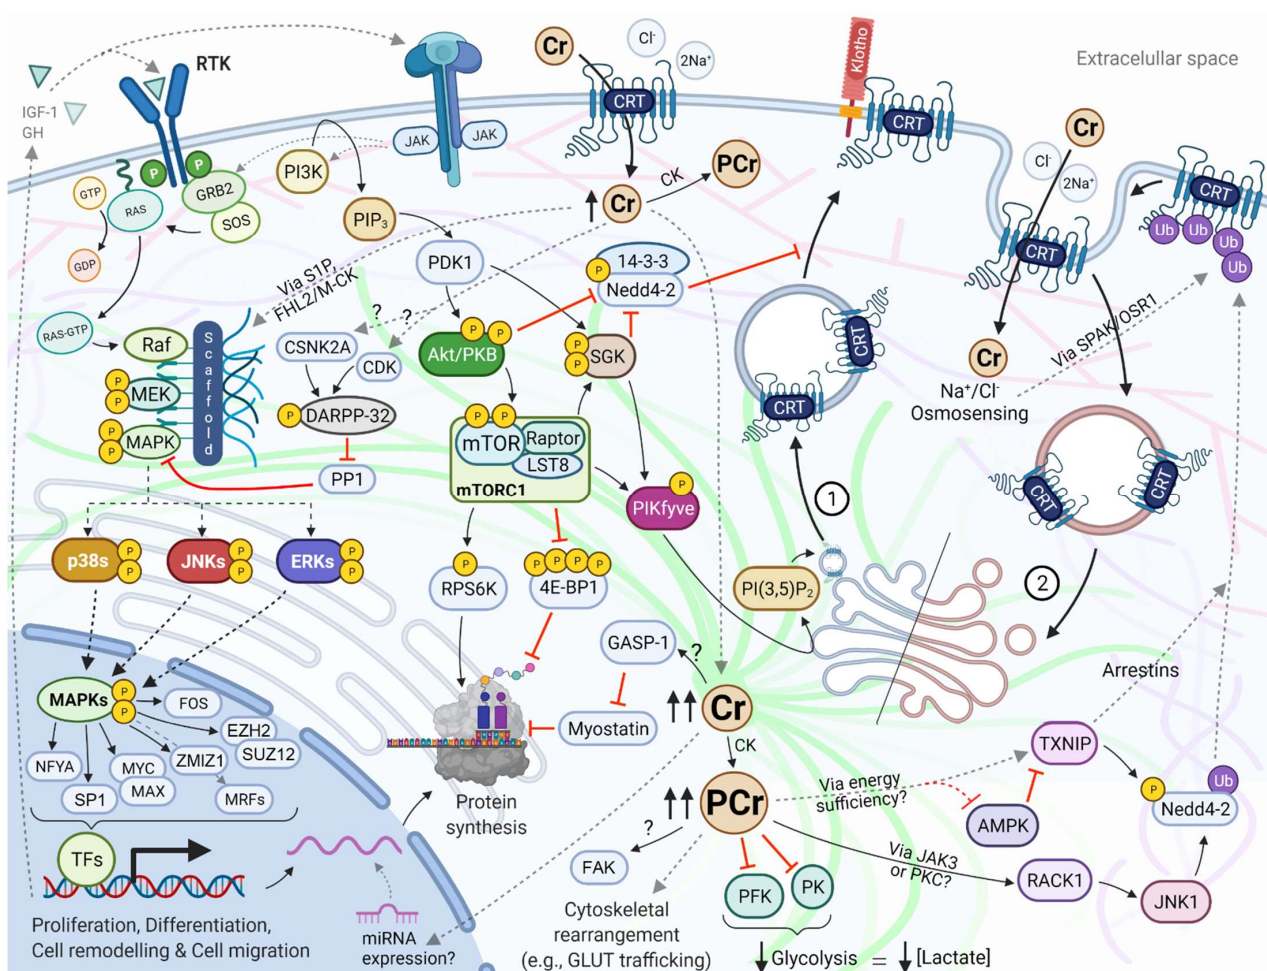 Extracelullar space
IGF-1
GH
RTK
P
P
GTP
GDP
RAS
GRB2
SOS
RAS-GTP
JAK
JAK
PI3K
PIP3
PDK1
Cr
Cl-
2Na+
CRT
Cr
CK
PCr
Klotho
CRT
Cr
Cl-
2Na+
CRT
CRT
Ub
Ub
Ub
Ub
Via S1P,
FHL2/M-CK
?
?
14-3-3
P
Nedd4-2
Raf
P
P
MEK
P
P
MAPK
Scaffold
CSNK2A
CDK
P
DARPP-32
PP1
P
P
Akt/PKB
P
P
SGK
P
P
mTOR
Raptor
LST8
mTORC1
P
PIKfyve
CRT
CRT
Cr
Na+/Cl-
Osmosensing
Via SPAK/OSR1
CRT
CRT
1
2
p38s
P
P
JNKs
P
P
ERKs
P
P
P
RPS6K
P
P
P
P
4E-BP1
PI(3,5)P2
GASP-1
?
Myostatin
Cr
CK
PCr
Protein
synthesis
MAPKs
P
P
FOS
EZH2
SUZ12
NFYA
SP1
MYC
MAX
ZMIZ1
MRFs
TFs
Proliferation, Differentiation,
Cell remodelling & Cell migration
miRNA
expression?
?
FAK
Cytoskeletal
rearrangement
(e.g., GLUT trafficking)
PFK
PK
Glycolysis = [Lactate]
Via energy
sufficiency?
AMPK
TXNIP
Arrestins
Via JAK3
or PKC?
RACK1
JNK1
P
Ub
Nedd4-2